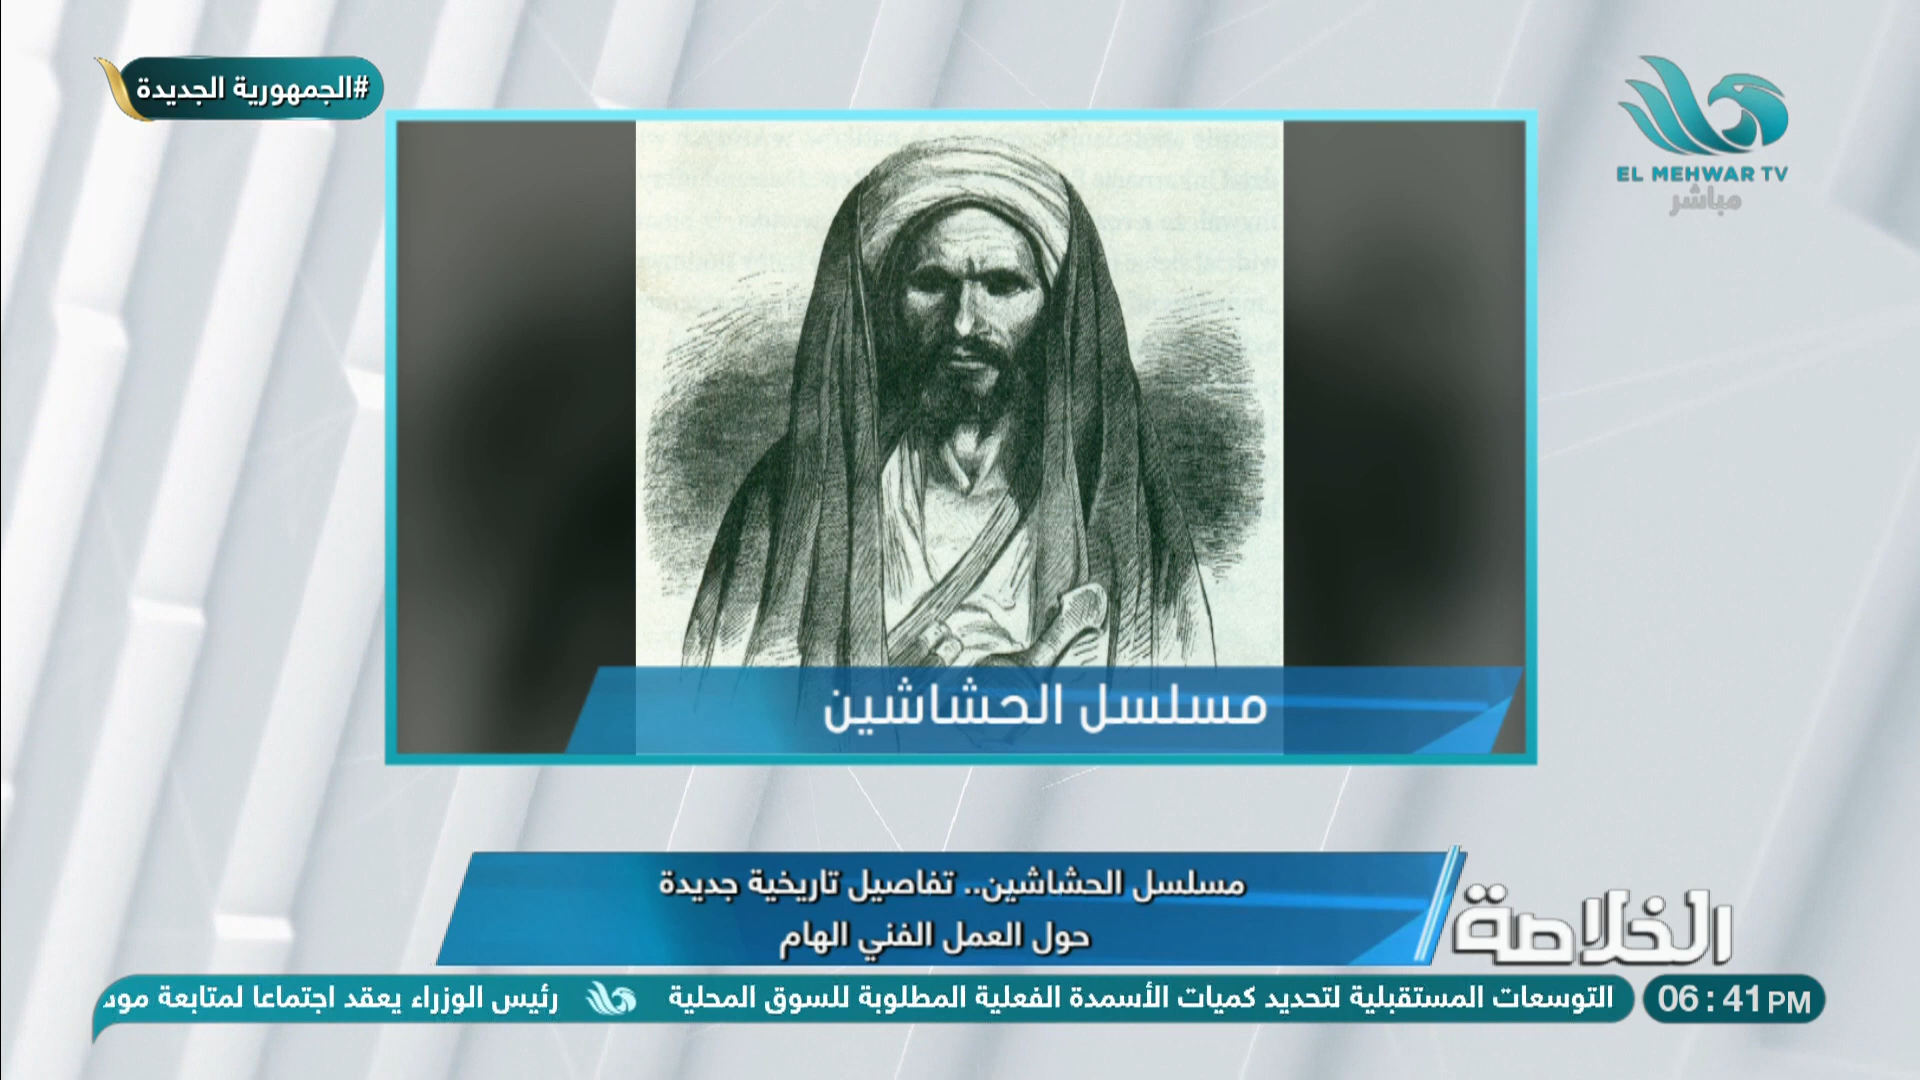 #الجمهورية الجديدة
EL MEHWAR TV
مباشر
مسلسل الحشاشين
مسلسل الحشاشين.. تفاصيل تاريخية جديدة
حول العمل الفني الهام
الخلاصة
التوسعات المستقبلية لتحديد كميات الأسمدة الفعلية المطلوبة للسوق المحلية
رئيس الوزراء يعقد اجتماعا لمتابعة
06:41 PM